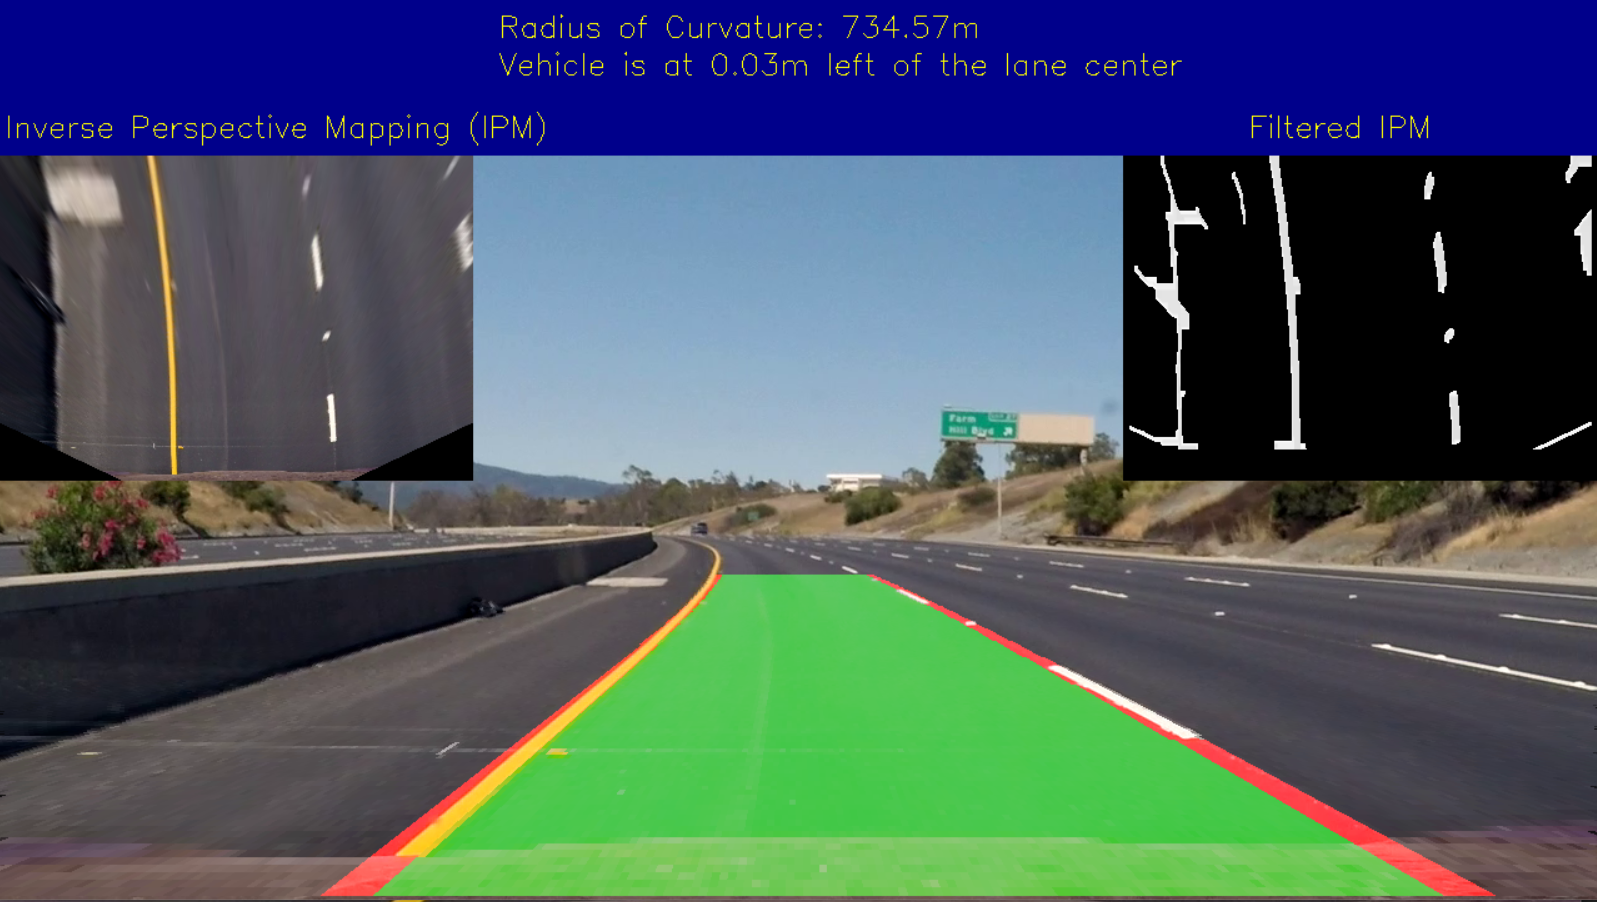 Radius of Curvature: 734.57m
Vehicle is at 0.03m left of the lane center
Inverse Perspective Mapping (IPM)
Filtered IPM
Farm
Hill Blvd